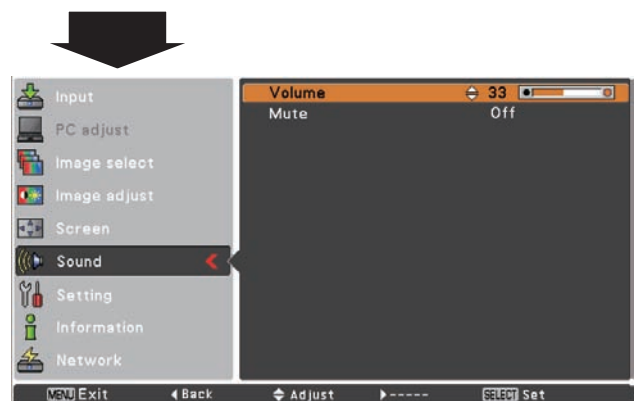 Input
PC adjust
Image select
Image adjust
Screen
Sound
Setting
Information
Network
Volume 33
Mute Off
MENU Exit Back Adjust ----- SELECT Set